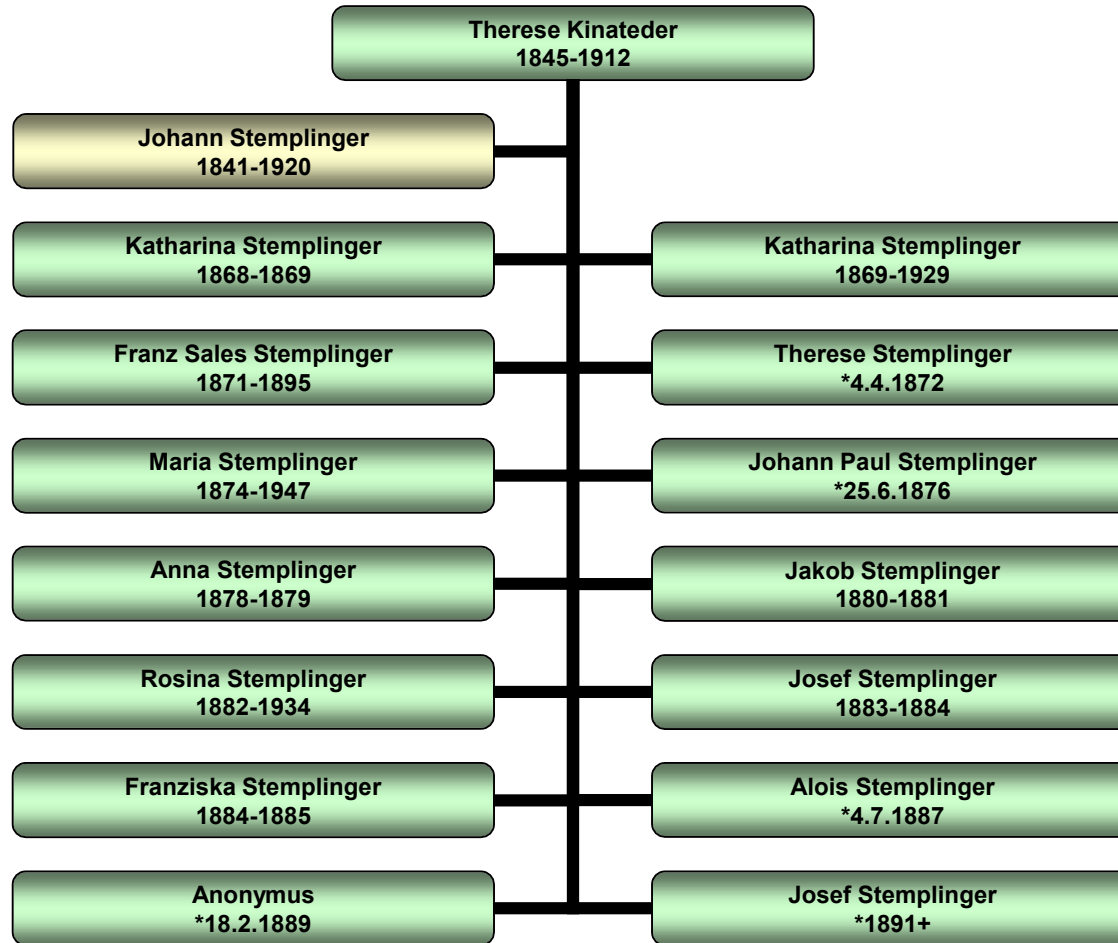 Therese Kinateder
1845-1912
Johann Stemplinger
1841-1920
Katharina Stemplinger
1868-1869
Katharina Stemplinger
1869-1929
Franz Sales Stemplinger
1871-1895
Therese Stemplinger
*4.4.1872
Maria Stemplinger
1874-1947
Johann Paul Stemplinger
*25.6.1876
Anna Stemplinger
1878-1879
Jakob Stemplinger
1880-1881
Rosina Stemplinger
1882-1934
Josef Stemplinger
1883-1884
Franziska Stemplinger
1884-1885
Alois Stemplinger
*4.7.1887
Anonymus
*18.2.1889
Josef Stemplinger
*1891+